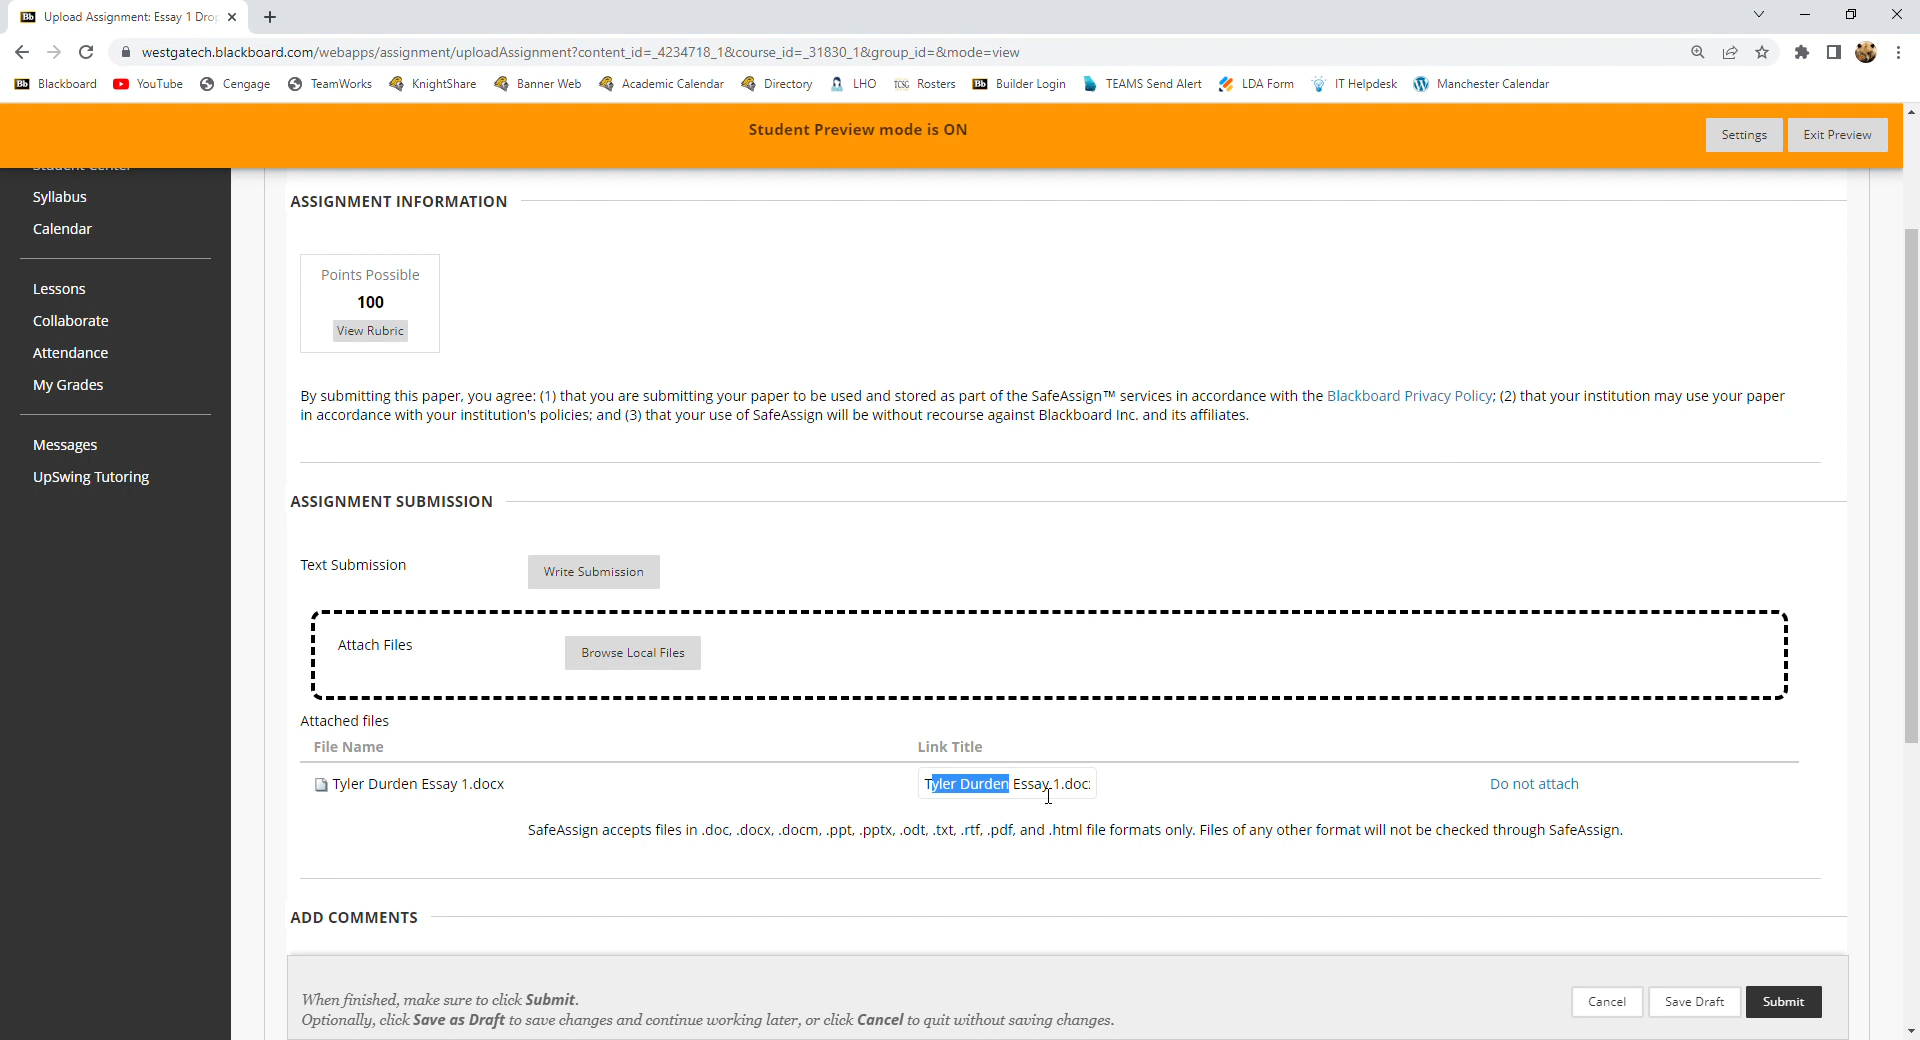 Upload Assignment: Essay 1 Dro
westgatech.blackboard.com/webapps/assignment/uploadAssignment?content_id=_4234718_1&course_id=_31830_1&group_id=&mode=view
Bb Blackboard YouTube Cengage TeamWorks KnightShare Banner Web Academic Calendar Directory LHO TCSG Rosters Bb Builder Login TEAMS Send Alert LDA Form IT Helpdesk Manchester Calendar
Student Preview mode is ON
Settings Exit Preview
Student Center
Syllabus
Calendar
Lessons
Collaborate
Attendance
My Grades
Messages
UpSwing Tutoring
ASSIGNMENT INFORMATION
Points Possible
100
View Rubric
By submitting this paper, you agree: (1) that you are submitting your paper to be used and stored as part of the SafeAssign™ services in accordance with the Blackboard Privacy Policy; (2) that your institution may use your paper
in accordance with your institution's policies; and (3) that your use of SafeAssign will be without recourse against Blackboard Inc. and its affiliates.
ASSIGNMENT SUBMISSION
Text Submission Write Submission
Attach Files Browse Local Files
Attached files
File Name Link Title
Tyler Durden Essay 1.docx Tyler Durden Essay 1.doc Do not attach
SafeAssign accepts files in .doc, .docx, .docm, .ppt, .pptx, .odt, .txt, .rtf, .pdf, and .html file formats only. Files of any other format will not be checked through SafeAssign.
ADD COMMENTS
When finished, make sure to click Submit.
Optionally, click Save as Draft to save changes and continue working later, or click Cancel to quit without saving changes.
Cancel Save Draft Submit